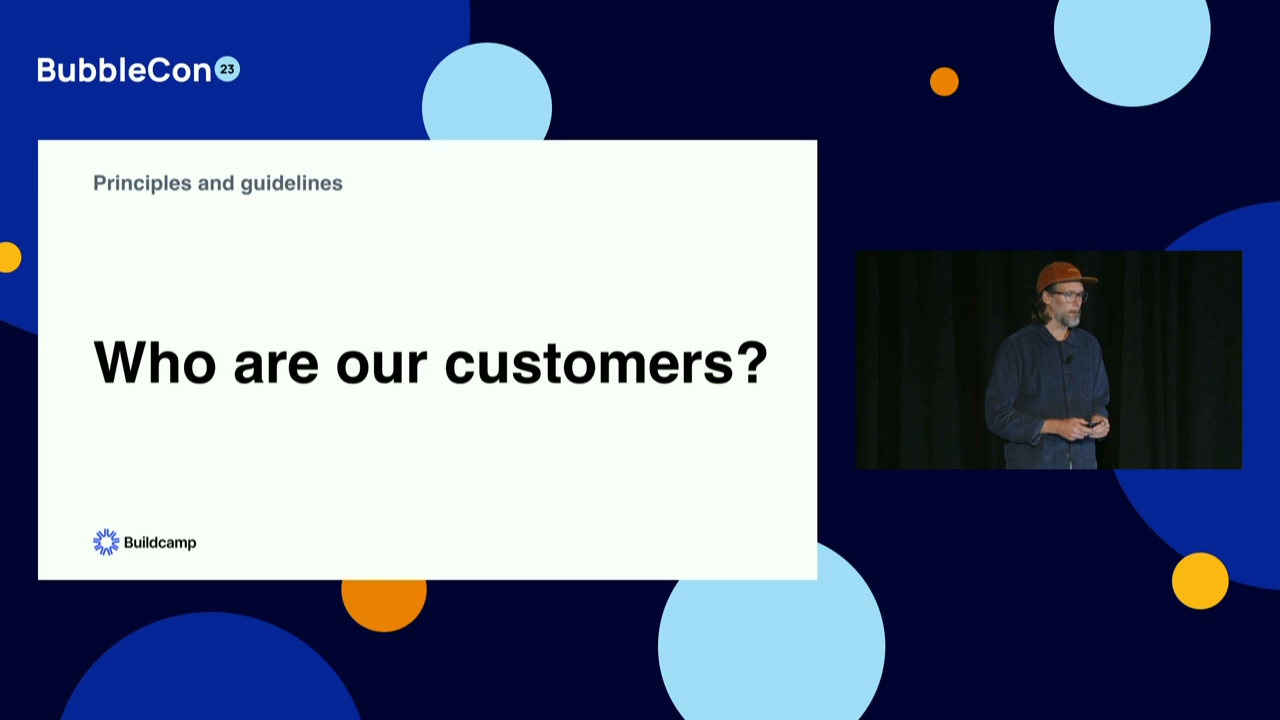 BubbleCon 23
Principles and guidelines
Who are our customers?
Buildcamp